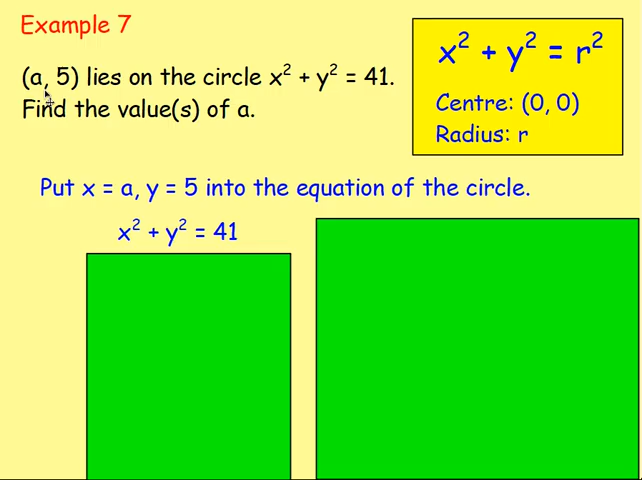 Example 7
(a, 5) lies on the circle x² + y² = 41.
Find the value(s) of a.
x² + y² = r²
Centre: (0, 0)
Radius: r
Put x = a, y = 5 into the equation of the circle.
x² + y² = 41